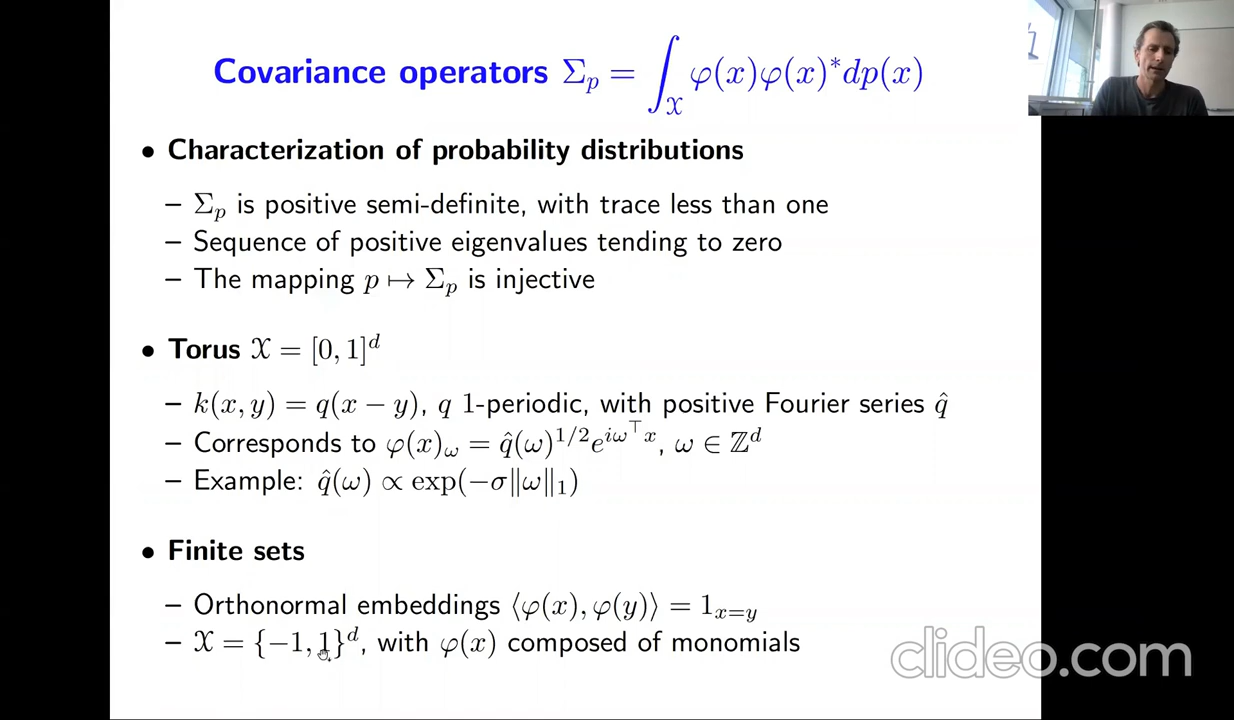 Covariance operators Σ_p = ∫_𝒳 φ(x)φ(x)*dp(x)
• Characterization of probability distributions
– Σ_p is positive semi-definite, with trace less than one
– Sequence of positive eigenvalues tending to zero
– The mapping p ↦ Σ_p is injective
• Torus 𝒳 = [0, 1]^d
– k(x, y) = q(x − y), q 1-periodic, with positive Fourier series q̂
– Corresponds to φ(x)_ω = q̂(ω)^{1/2}e^{iω^⊤x}, ω ∈ ℤ^d
– Example: q̂(ω) ∝ exp(−σ‖ω‖_1)
• Finite sets
– Orthonormal embeddings ⟨φ(x), φ(y)⟩ = 1_{x=y}
– 𝒳 = {−1, 1}^d, with φ(x) composed of monomials
clideo.com